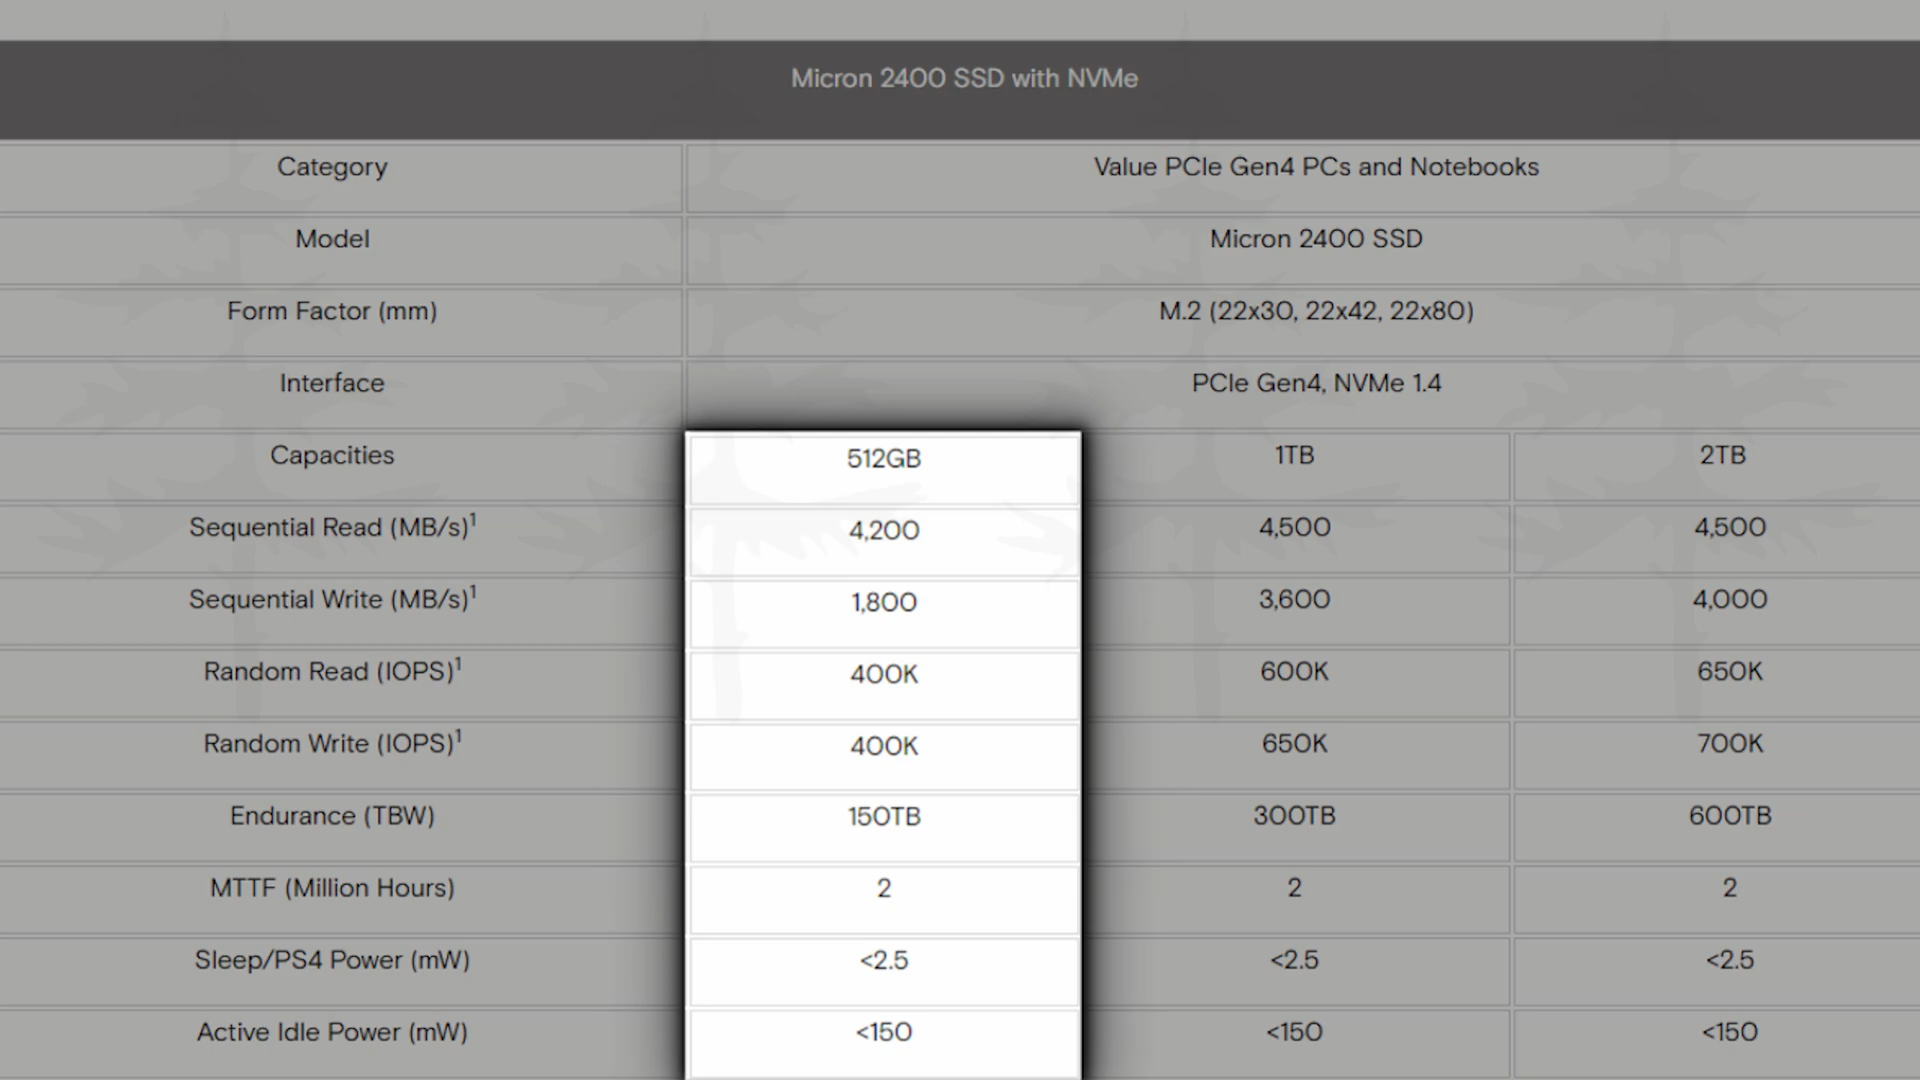 Micron 2400 SSD with NVMe
Category Value PCIe Gen4 PCs and Notebooks
Model Micron 2400 SSD
Form Factor (mm) M.2 (22x30, 22x42, 22x80)
Interface PCIe Gen4, NVMe 1.4
Capacities 512GB 1TB 2TB
Sequential Read (MB/s)¹ 4,200 4,500 4,500
Sequential Write (MB/s)¹ 1,800 3,600 4,000
Random Read (IOPS)¹ 400K 600K 650K
Random Write (IOPS)¹ 400K 650K 700K
Endurance (TBW) 150TB 300TB 600TB
MTTF (Million Hours) 2 2 2
Sleep/PS4 Power (mW) <2.5 <2.5 <2.5
Active Idle Power (mW) <150 <150 <150